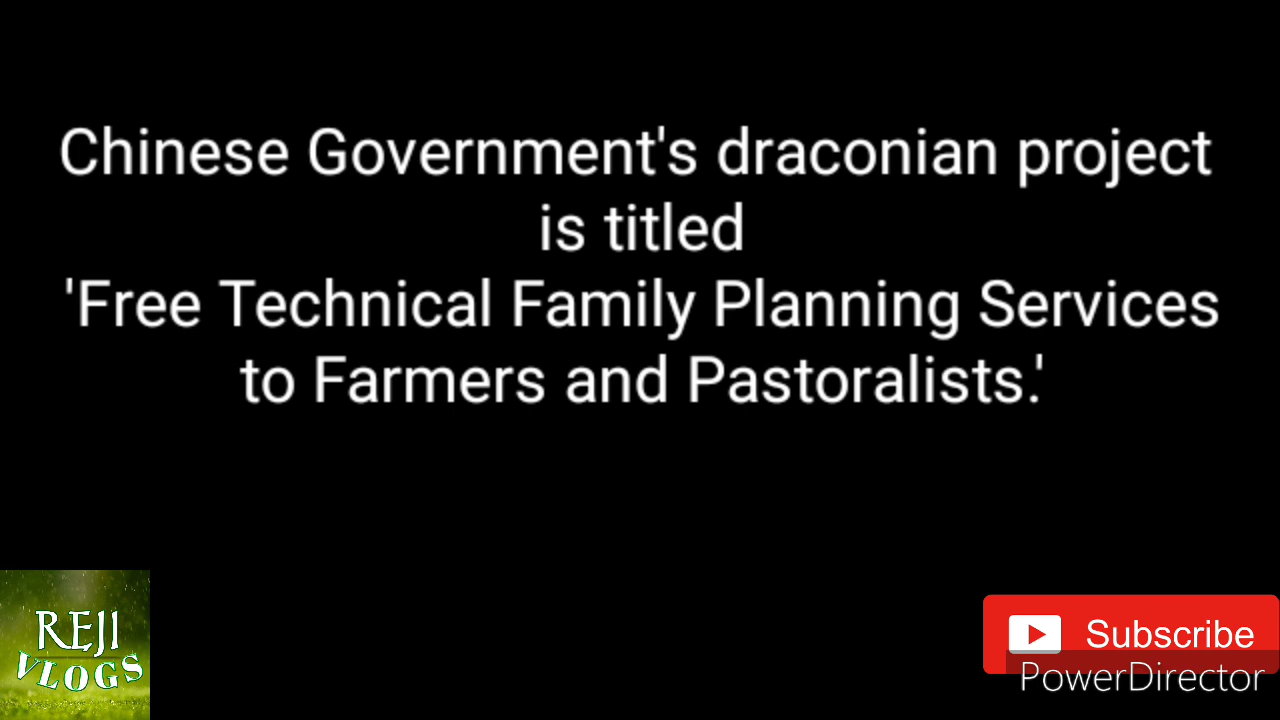 Chinese Government's draconian project
is titled
'Free Technical Family Planning Services
to Farmers and Pastoralists.'
REJI
VLOGS
Subscribe
PowerDirector